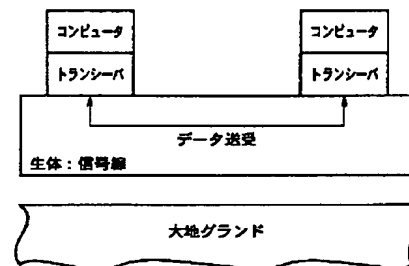 コンピュータ
コンピュータ
トランシーバ
トランシーバ
データ送受
生体：信号線
大地グランド